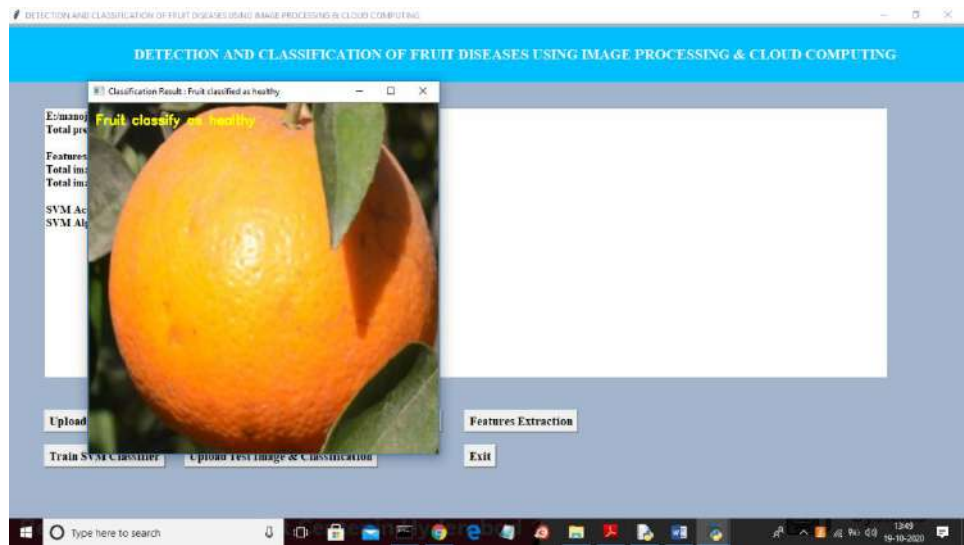 DETECTION AND CLASSIFICATION OF FRUIT DISEASES USING IMAGE PROCESSING & CLOUD COMPUTING
DETECTION AND CLASSIFICATION OF FRUIT DISEASES USING IMAGE PROCESSING & CLOUD COMPUTING
Classification Result : Fruit classified as healthy
Fruit classify as healthy
E:/manoj
Total pre
Features
Total ima
Total ima
SVM Ac
SVM Alg
Upload
Features Extraction
Train SVM Classifier
Upload Test Image & Classification
Exit
Type here to search
13:49
19-10-2020